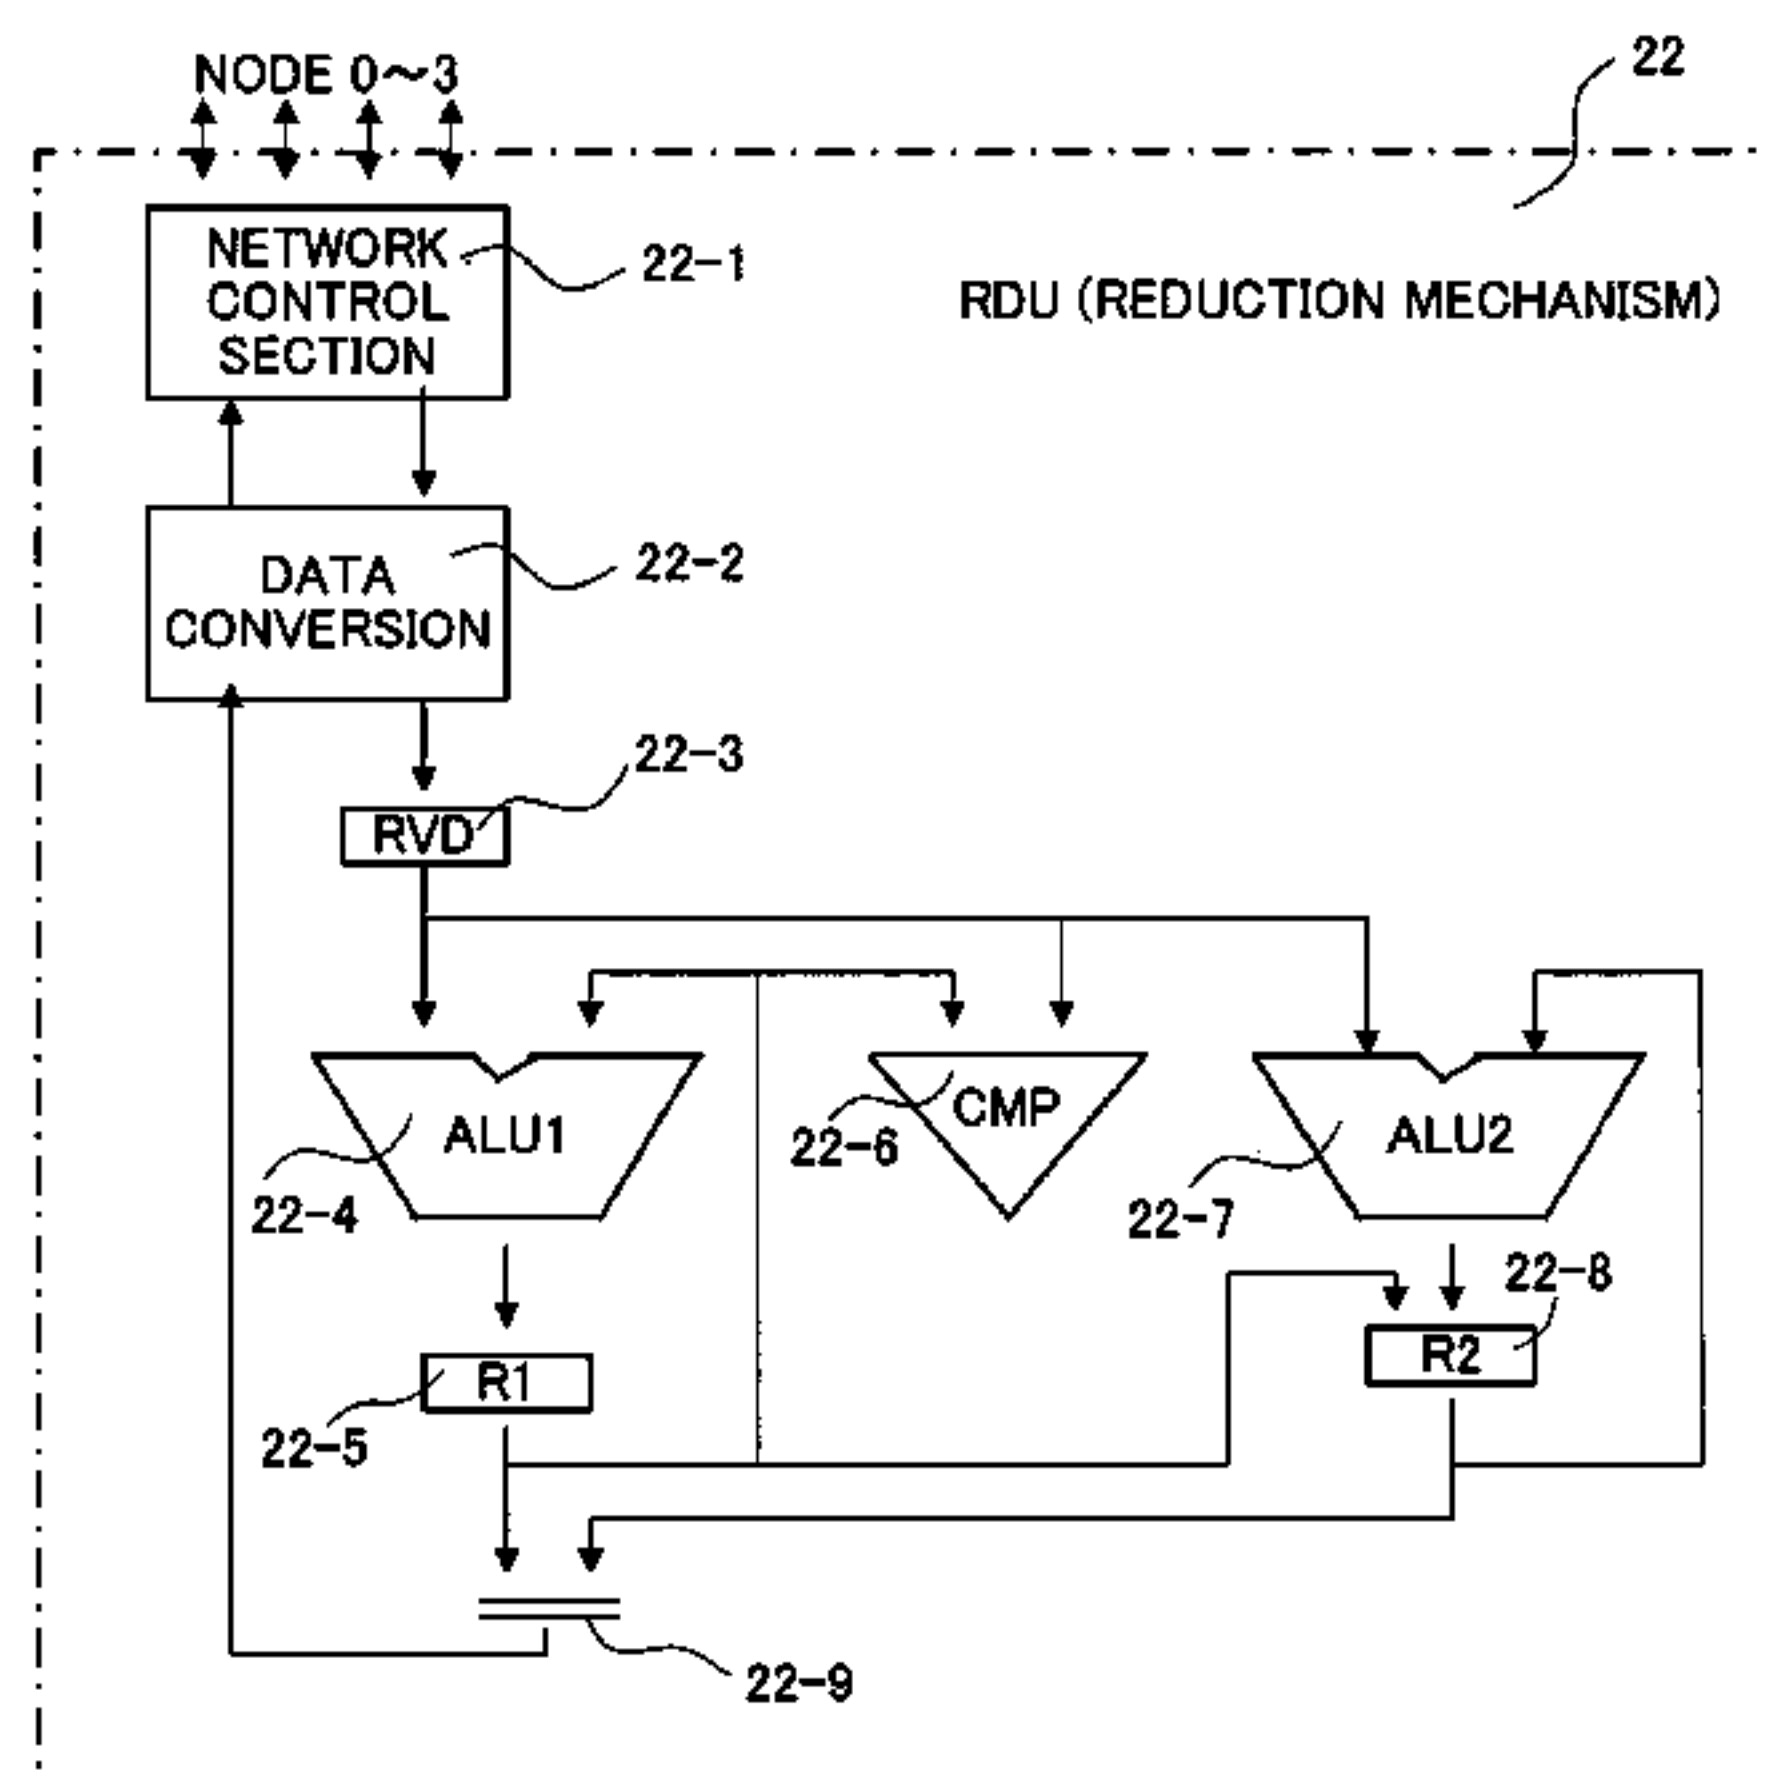 NODE 0~3
22
NETWORK
CONTROL
SECTION
22-1
RDU (REDUCTION MECHANISM)
DATA
CONVERSION
22-2
22-3
RVD
ALU1
22-4
CMP
22-6
ALU2
22-7
22-8
R1
R2
22-5
22-9